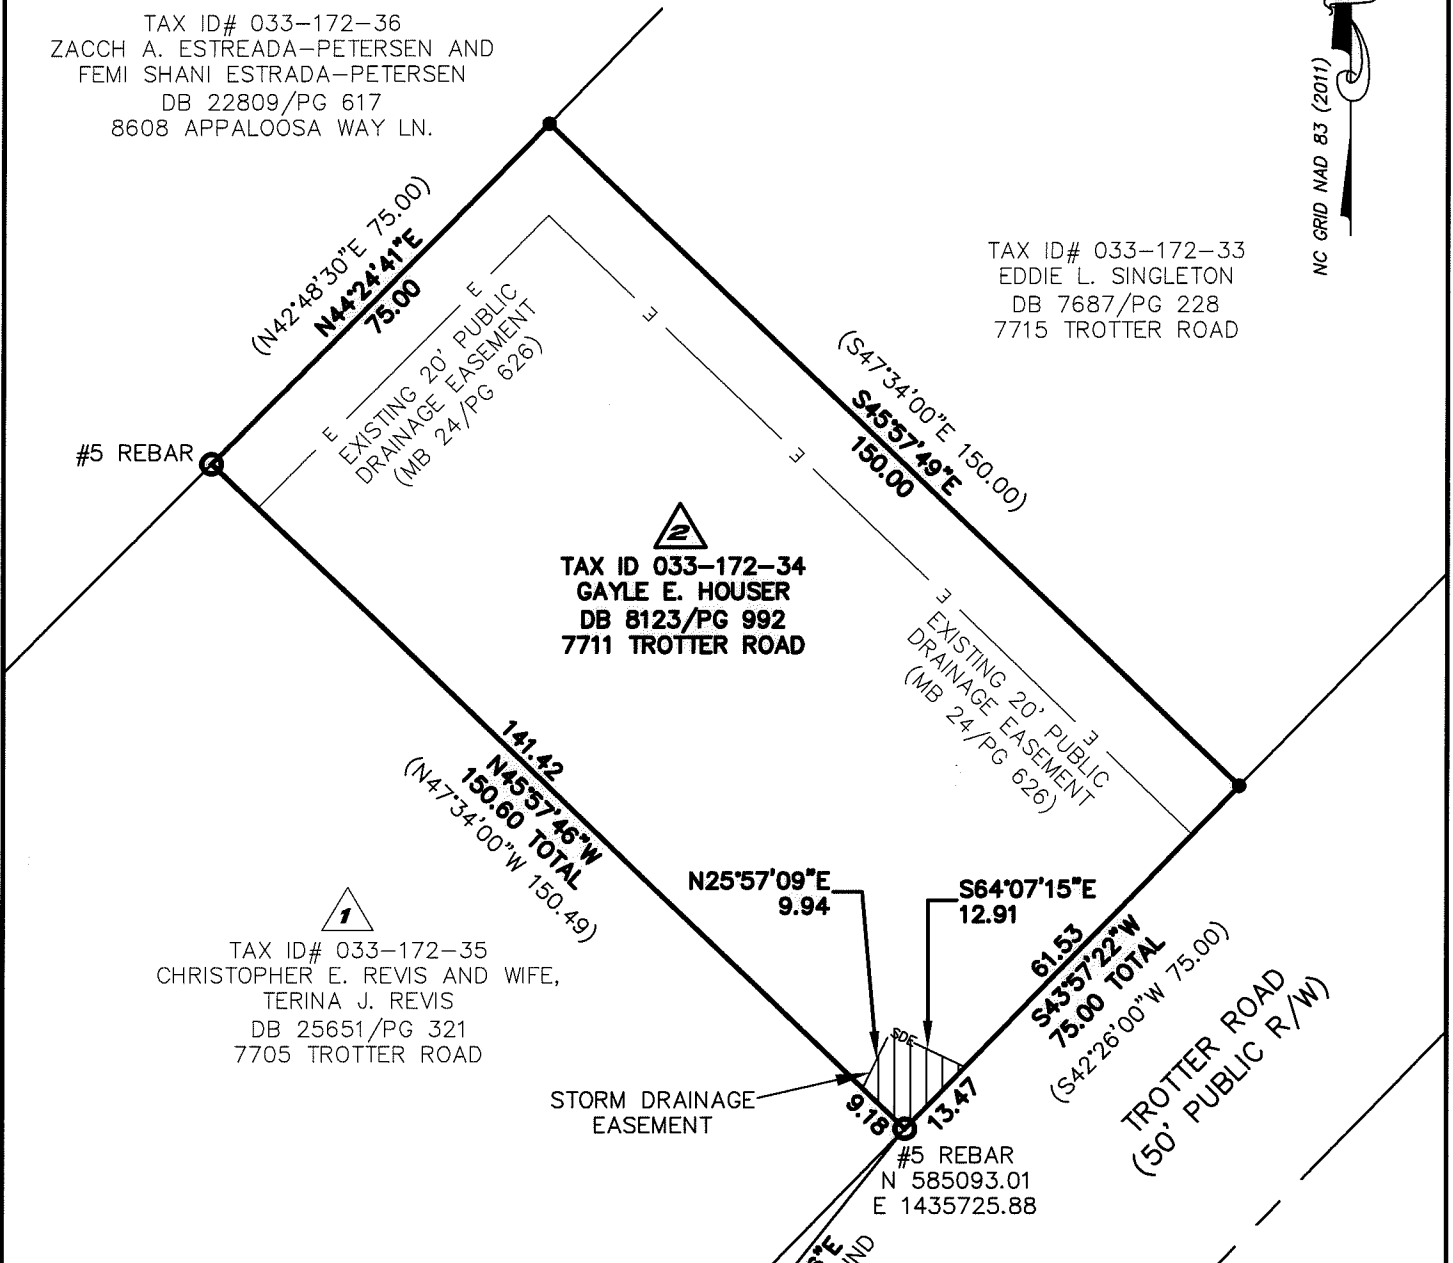 TAX ID# 033-172-36
ZACCH A. ESTREADA-PETERSEN AND
FEMI SHANI ESTRADA-PETERSEN
DB 22809/PG 617
8608 APPALOOSA WAY LN.
NC GRID NAD 83 (2011)
(N42°48'30"E 75.00)
N44°24'41"E
75.00
E
E
EXISTING 20' PUBLIC
DRAINAGE EASEMENT
(MB 24/PG 626)
TAX ID# 033-172-33
EDDIE L. SINGLETON
DB 7687/PG 228
7715 TROTTER ROAD
E
E
E
E
(S47°34'00"E 150.00)
S45°57'49"E
150.00
#5 REBAR
2
TAX ID 033-172-34
GAYLE E. HOUSER
DB 8123/PG 992
7711 TROTTER ROAD
EXISTING 20' PUBLIC
DRAINAGE EASEMENT
(MB 24/PG 626)
141.42
N45°57'46"W
150.60 TOTAL
(N47°34'00"W 150.49)
N25°57'09"E
9.94
S64°07'15"E
12.91
61.53
S43°57'22"W
75.00 TOTAL
(S42°26'00"W 75.00)
1
TAX ID# 033-172-35
CHRISTOPHER E. REVIS AND WIFE,
TERINA J. REVIS
DB 25651/PG 321
7705 TROTTER ROAD
TROTTER ROAD
(50' PUBLIC R/W)
SDE
STORM DRAINAGE
EASEMENT
9.18
13.47
#5 REBAR
N 585093.01
E 1435725.88